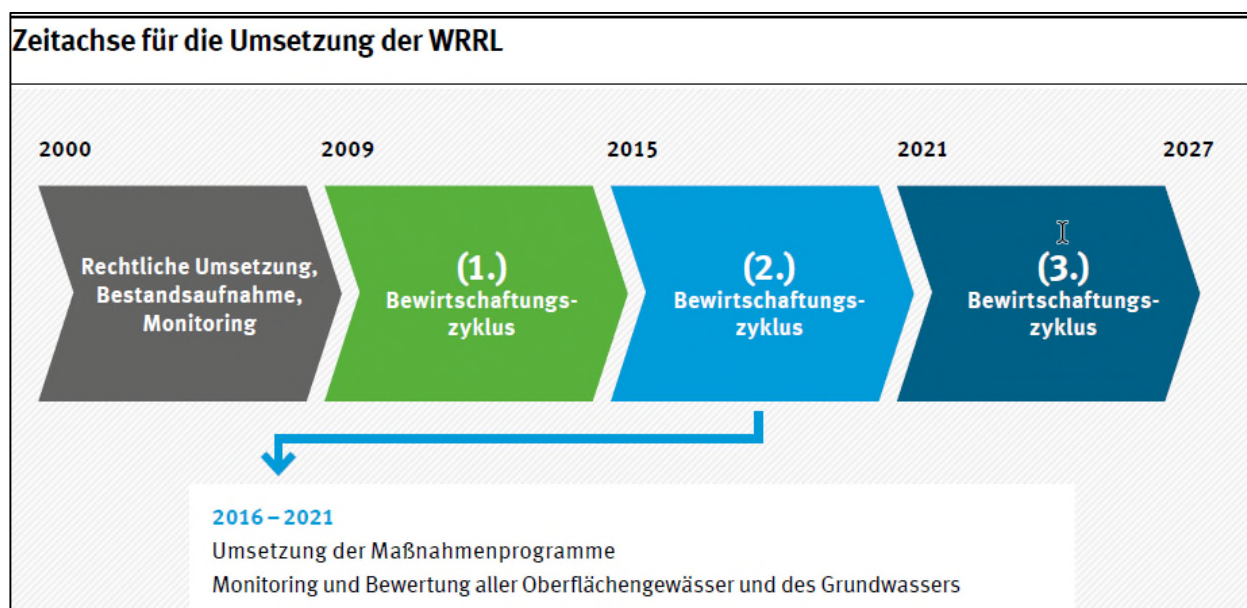 Zeitachse für die Umsetzung der WRRL
2000
2009
2015
2021
2027
Rechtliche Umsetzung,
Bestandsaufnahme,
Monitoring
(1.)
Bewirtschaftungs-
zyklus
(2.)
Bewirtschaftungs-
zyklus
(3.)
Bewirtschaftungs-
zyklus
2016 – 2021
Umsetzung der Maßnahmenprogramme
Monitoring und Bewertung aller Oberflächengewässer und des Grundwassers